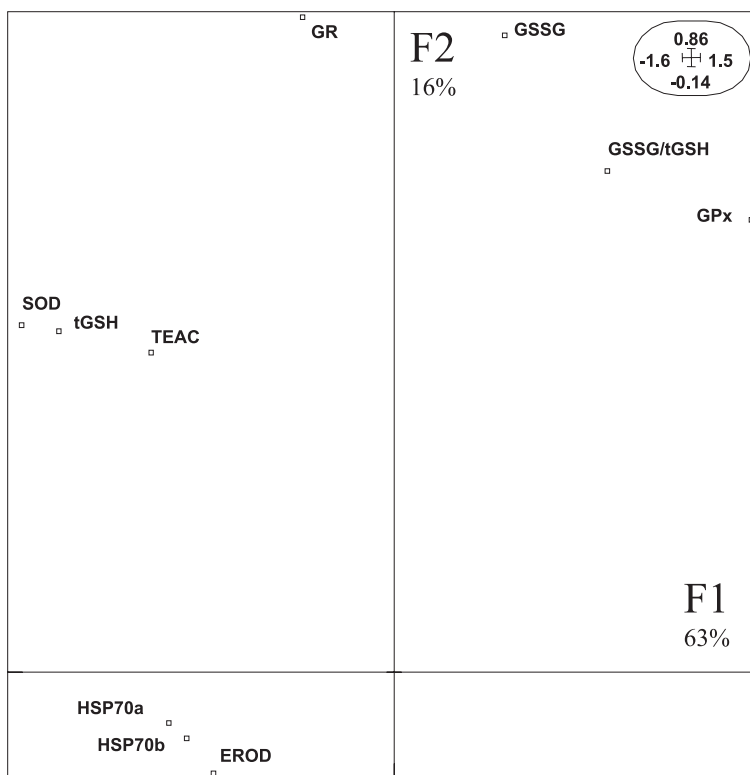 GR
F2
16%
GSSG
0.86
-1.6 1.5
-0.14
GSSG/tGSH
GPx
SOD
tGSH
TEAC
F1
63%
HSP70a
HSP70b
EROD